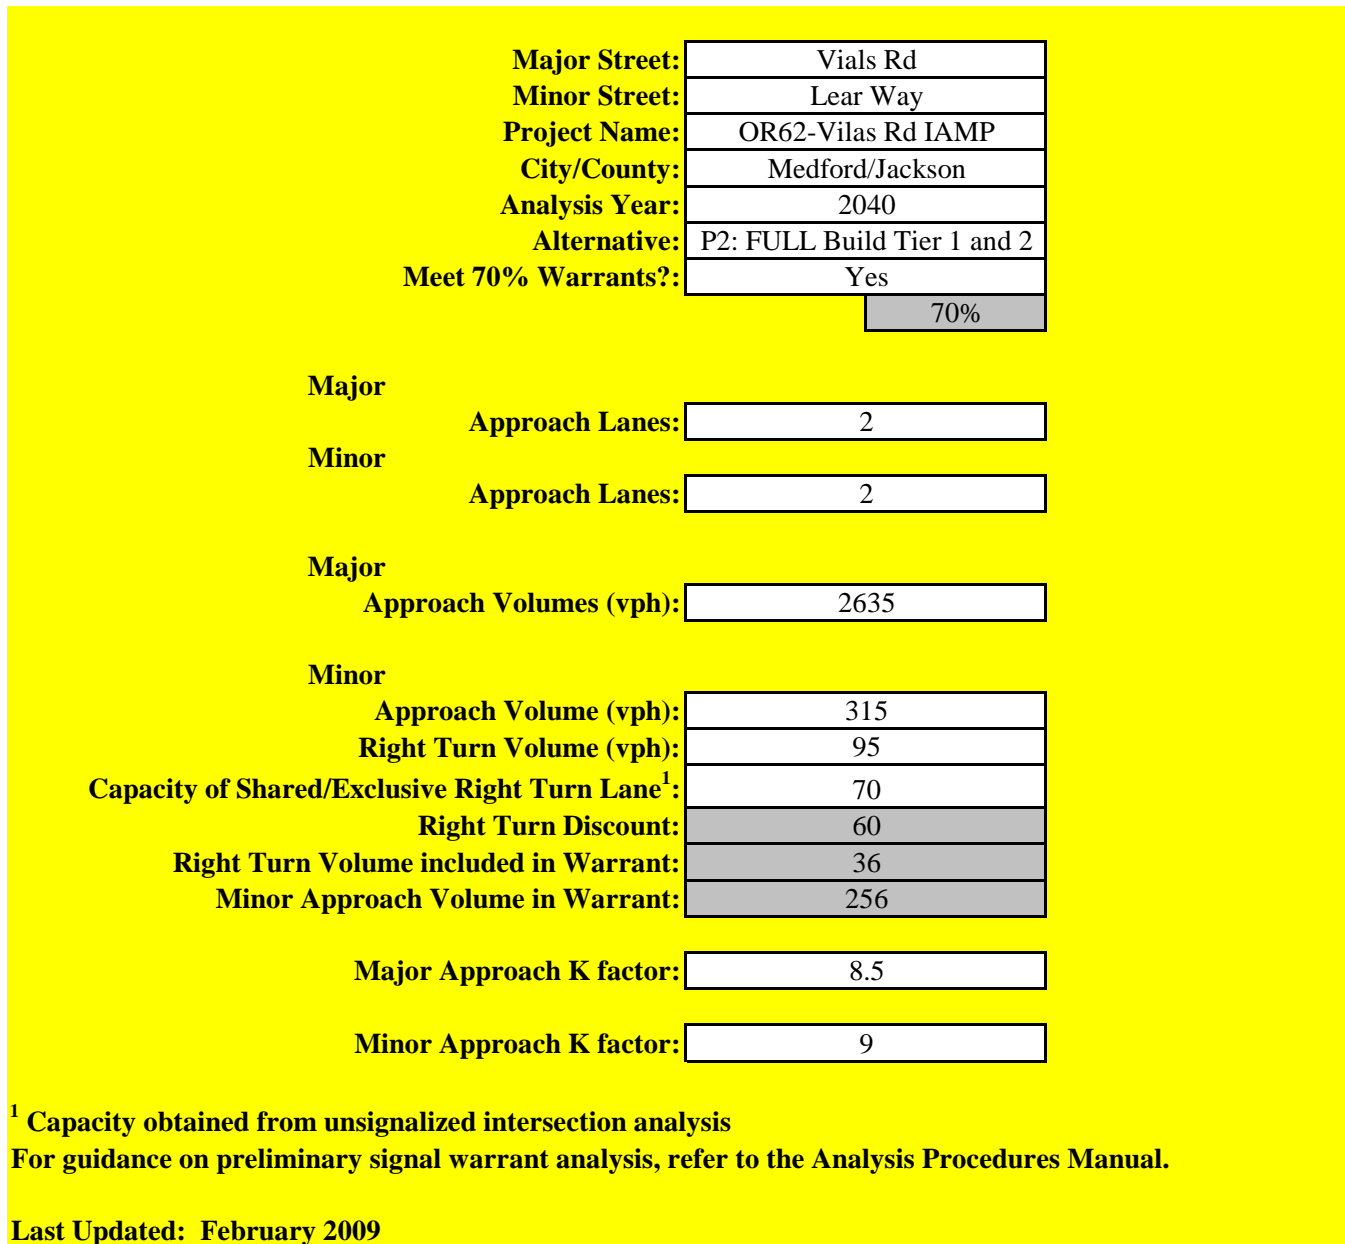 Major Street: Vials Rd
Minor Street: Lear Way
Project Name: OR62-Vilas Rd IAMP
City/County: Medford/Jackson
Analysis Year: 2040
Alternative: P2: FULL Build Tier 1 and 2
Meet 70% Warrants?: Yes
70%
Major
Approach Lanes: 2
Minor
Approach Lanes: 2
Major
Approach Volumes (vph): 2635
Minor
Approach Volume (vph): 315
Right Turn Volume (vph): 95
Capacity of Shared/Exclusive Right Turn Lane1: 70
Right Turn Discount: 60
Right Turn Volume included in Warrant: 36
Minor Approach Volume in Warrant: 256
Major Approach K factor: 8.5
Minor Approach K factor: 9
1 Capacity obtained from unsignalized intersection analysis
For guidance on preliminary signal warrant analysis, refer to the Analysis Procedures Manual.
Last Updated: February 2009